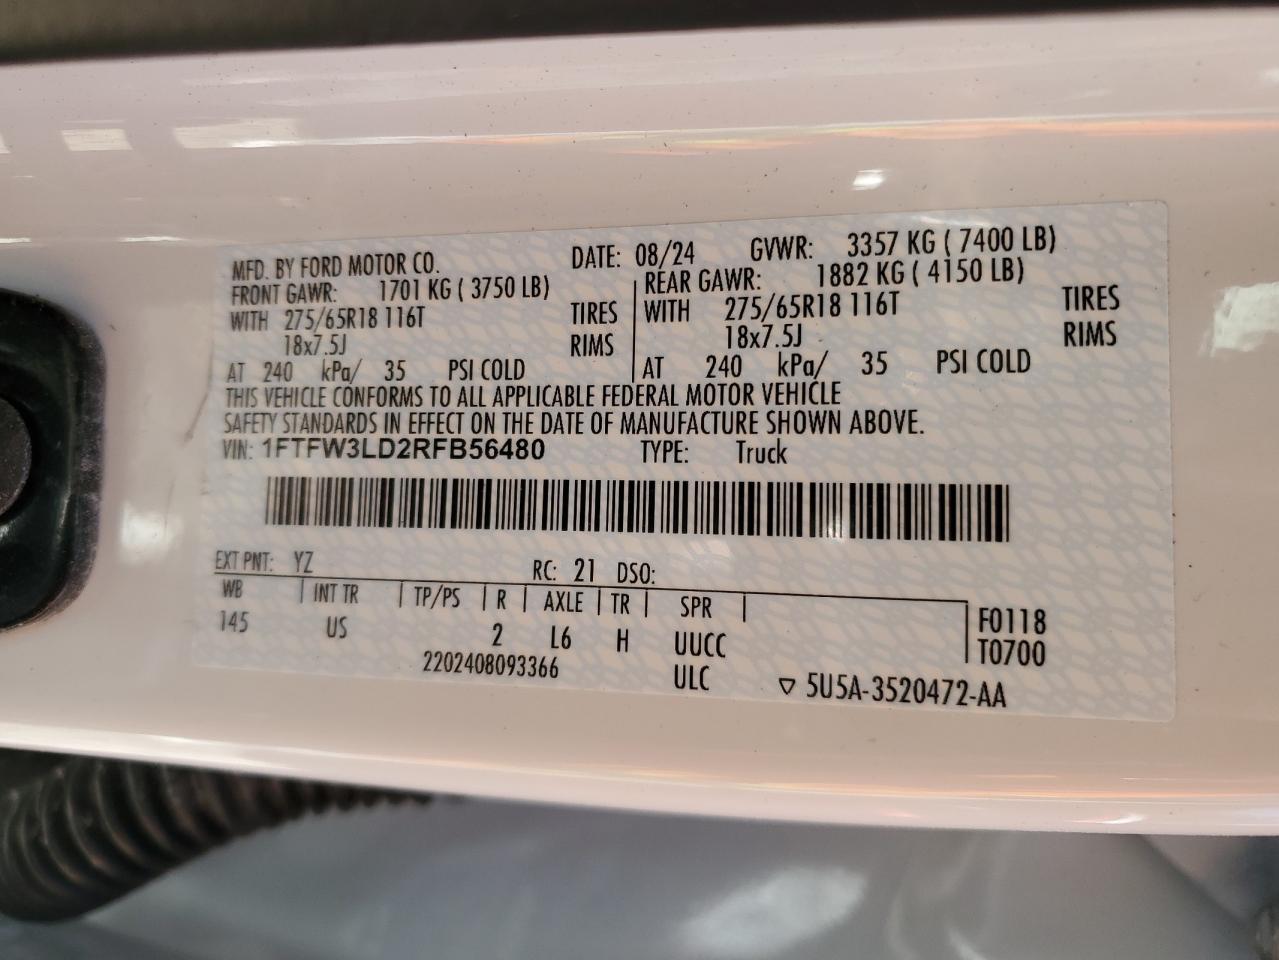 MFD. BY FORD MOTOR CO. DATE: 08/24 GVWR: 3357 KG ( 7400 LB)
FRONT GAWR: 1701 KG ( 3750 LB) REAR GAWR: 1882 KG ( 4150 LB)
WITH 275/65R18 116T TIRES WITH 275/65R18 116T TIRES
18x7.5J RIMS 18x7.5J RIMS
AT 240 kPa/ 35 PSI COLD AT 240 kPa/ 35 PSI COLD
THIS VEHICLE CONFORMS TO ALL APPLICABLE FEDERAL MOTOR VEHICLE
SAFETY STANDARDS IN EFFECT ON THE DATE OF MANUFACTURE SHOWN ABOVE.
VIN: 1FTFW3LD2RFB56480 TYPE: Truck
EXT PNT: YZ RC: 21 DSO:
WB INT TR TP/PS R AXLE TR SPR F0118
145 US 2 L6 H UUCC T0700
2202408093366 ULC ▽ 5U5A-3520472-AA